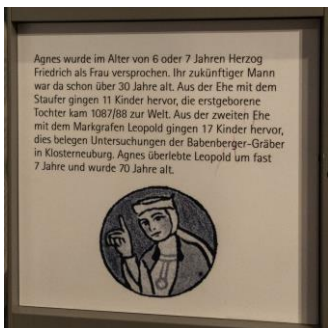 Agnes wurde im Alter von 6 oder 7 Jahren Herzog
Friedrich als Frau versprochen. Ihr zukünftiger Mann
war da schon über 30 Jahre alt. Aus der Ehe mit dem
Staufer gingen 11 Kinder hervor, die erstgeborene
Tochter kam 1087/88 zur Welt. Aus der zweiten Ehe
mit dem Markgrafen Leopold gingen 17 Kinder hervor,
dies belegen Untersuchungen der Babenberger-Gräber
in Klosterneuburg. Agnes überlebte Leopold um fast
7 Jahre und wurde 70 Jahre alt.